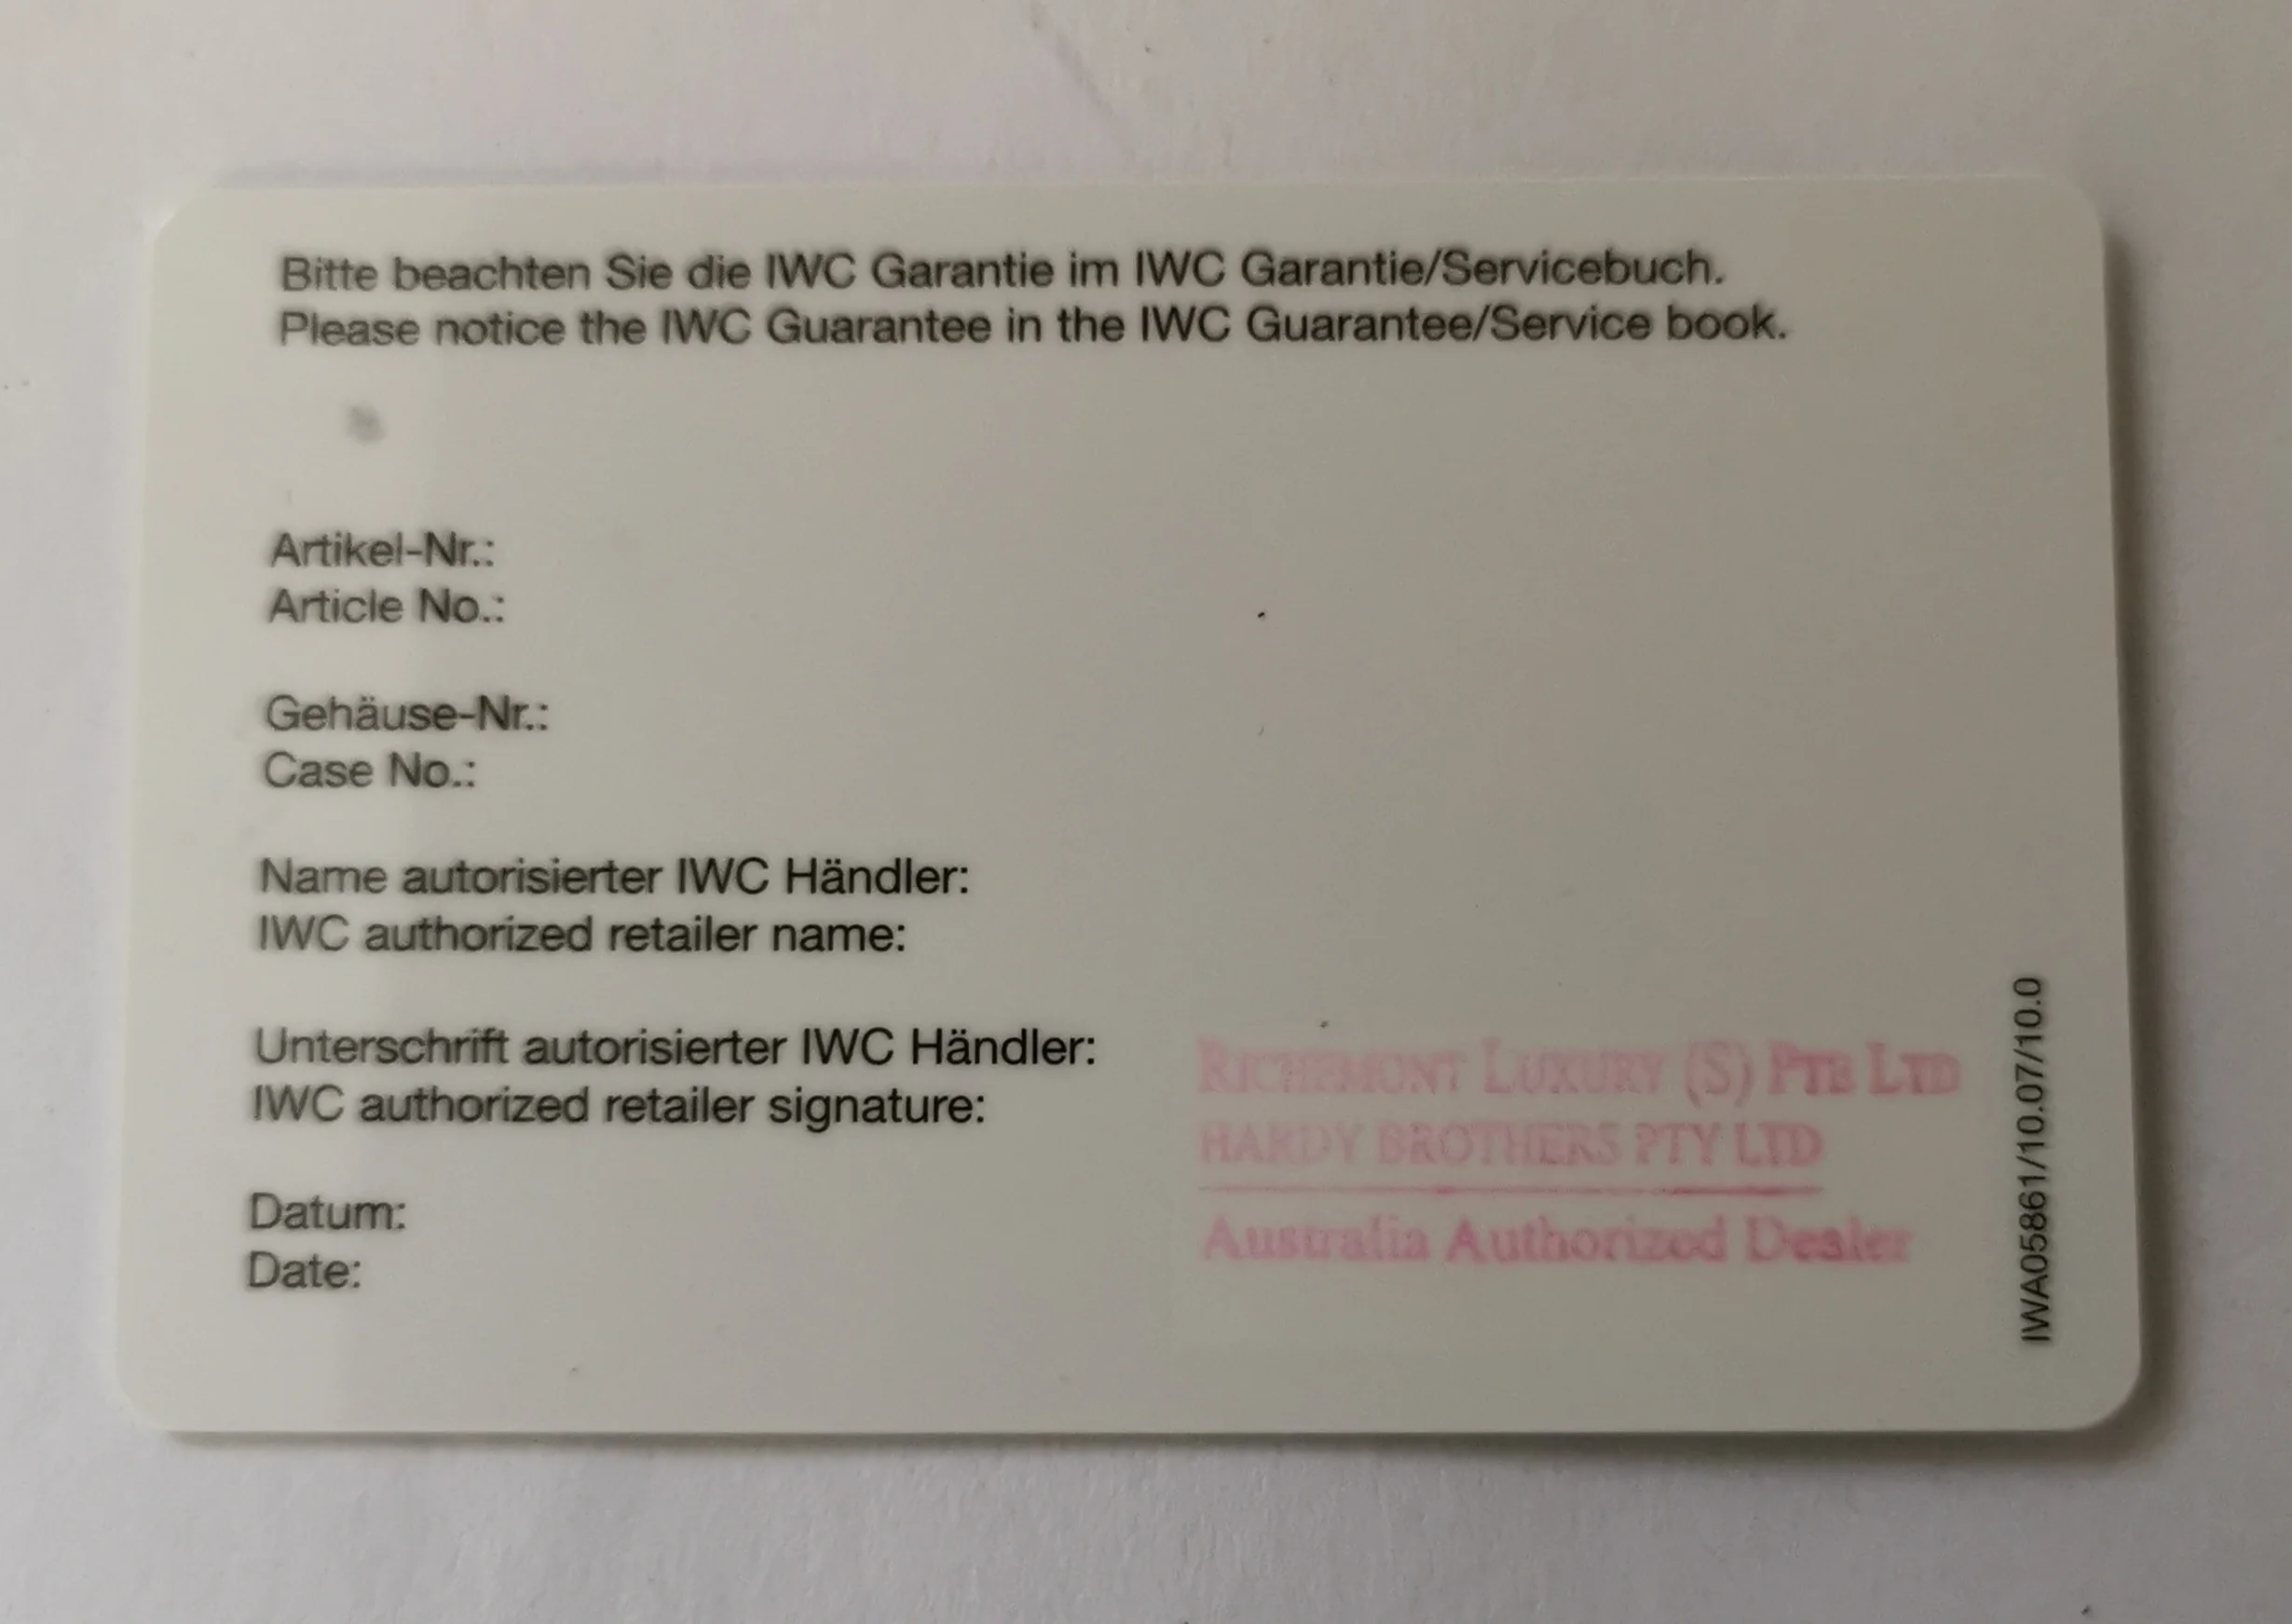 Bitte beachten Sie die IWC Garantie im IWC Garantie/Servicebuch.
Please notice the IWC Guarantee in the IWC Guarantee/Service book.
Artikel-Nr.:
Article No.:
Gehäuse-Nr.:
Case No.:
Name autorisierter IWC Händler:
IWC authorized retailer name:
Unterschrift autorisierter IWC Händler:
IWC authorized retailer signature:
Datum:
Date:
RICHEMONT LUXURY (S) PTE LTD
HARDY BROTHERS PTY LTD
Australia Authorized Dealer
IWA05861/10.07/10.0